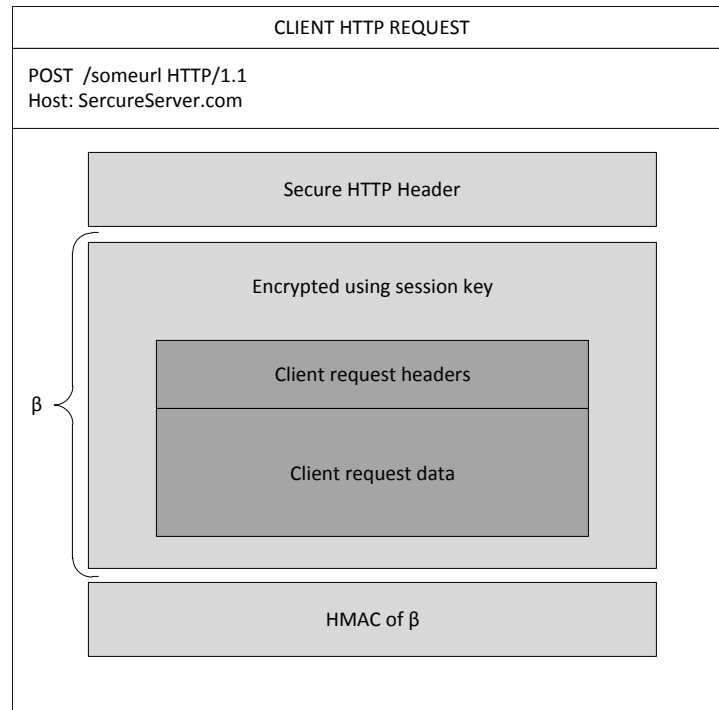 CLIENT HTTP REQUEST
POST /someurl HTTP/1.1
Host: SercureServer.com
Secure HTTP Header
Encrypted using session key
Client request headers
β
Client request data
HMAC of β